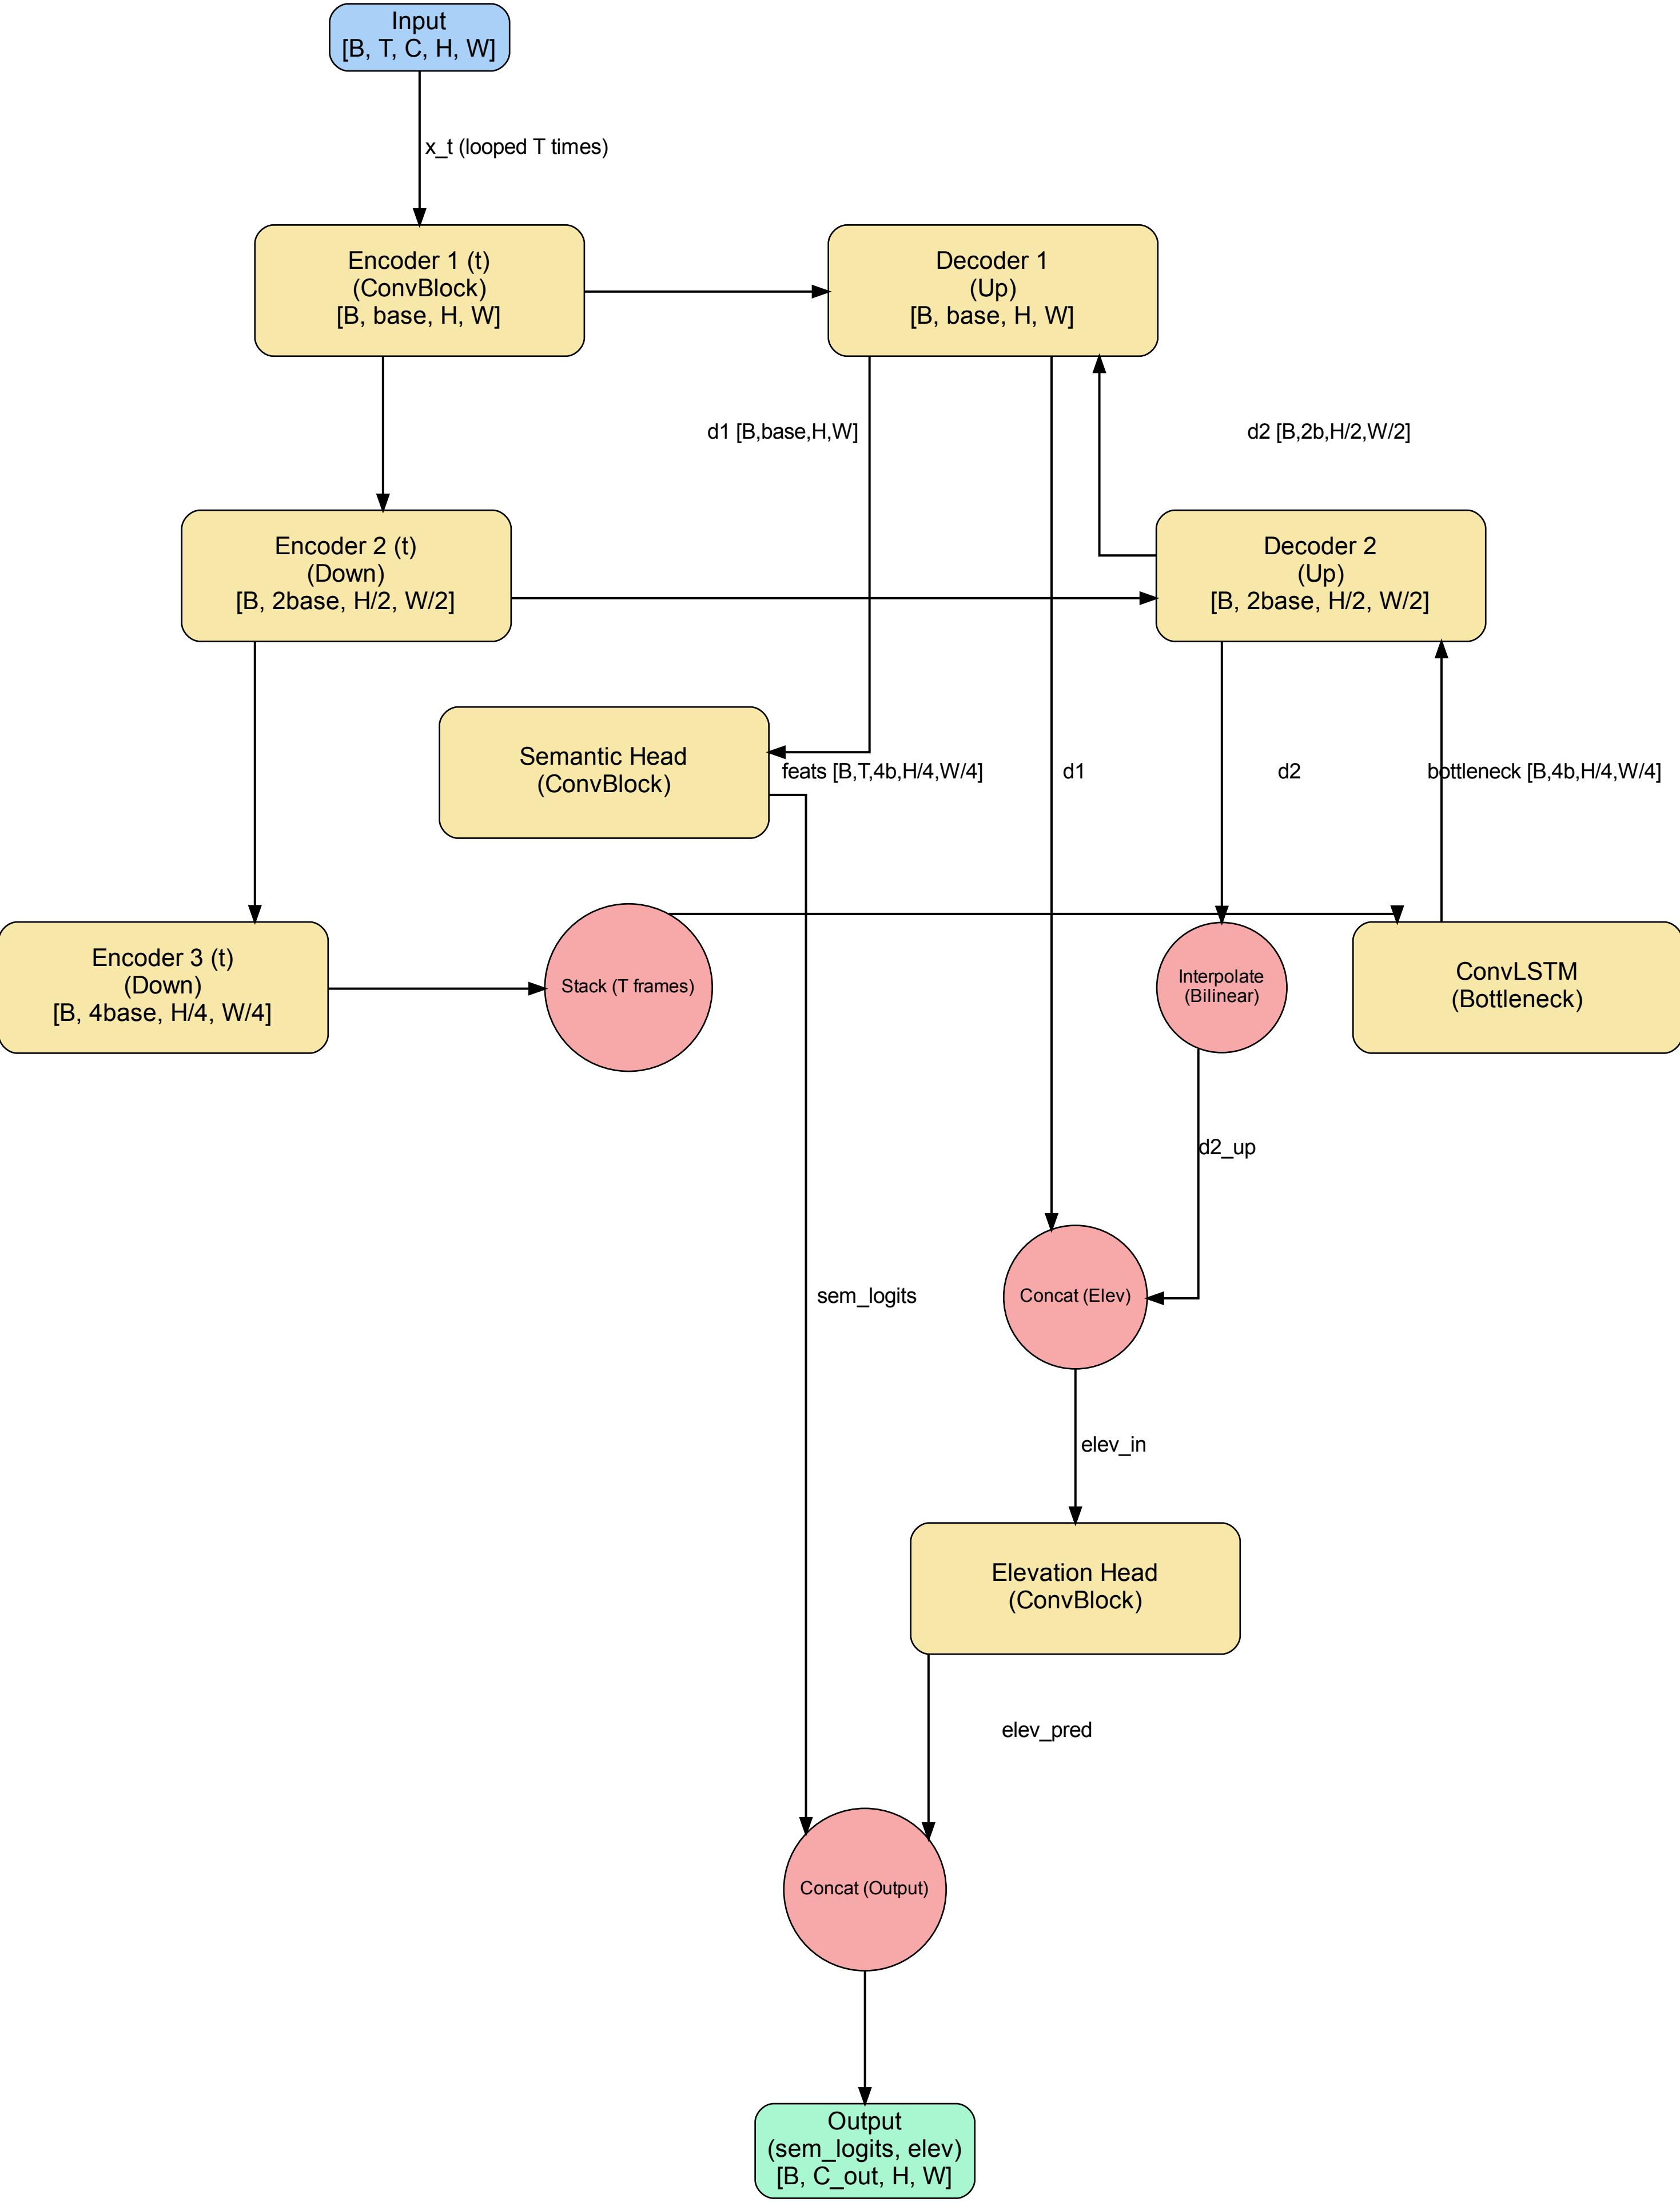 Input
[B, T, C, H, W]
x_t (looped T times)
Encoder 1 (t)
(ConvBlock)
[B, base, H, W]
Decoder 1
(Up)
[B, base, H, W]
d1 [B,base,H,W]
d2 [B,2b,H/2,W/2]
Encoder 2 (t)
(Down)
[B, 2base, H/2, W/2]
Decoder 2
(Up)
[B, 2base, H/2, W/2]
Semantic Head
(ConvBlock)
feats [B,T,4b,H/4,W/4]
d1
d2
bottleneck [B,4b,H/4,W/4]
Encoder 3 (t)
(Down)
[B, 4base, H/4, W/4]
Stack (T frames)
Interpolate
(Bilinear)
ConvLSTM
(Bottleneck)
d2_up
sem_logits
Concat (Elev)
elev_in
Elevation Head
(ConvBlock)
elev_pred
Concat (Output)
Output
(sem_logits, elev)
[B, C_out, H, W]